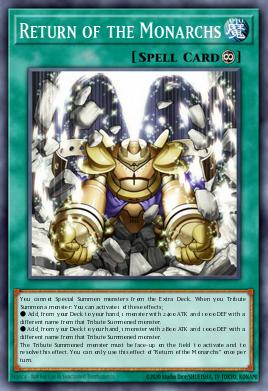 RETURN OF THE MONARCHS
魔
[SPELL CARD]
You cannot Special Summon monsters from the Extra Deck. When you Tribute
Summon a monster: You can activate 1 of these effects;
● Add, from your Deck to your hand, 1 monster with 2400 ATK and 1000 DEF with a
different name from that Tribute Summoned monster.
● Add, from your Deck to your hand, 1 monster with 2800 ATK and 1000 DEF with a
different name from that Tribute Summoned monster.
The Tribute Summoned monster must be face-up on the field to activate and to
resolve this effect. You can only use this effect of "Return of the Monarchs" once per
turn.